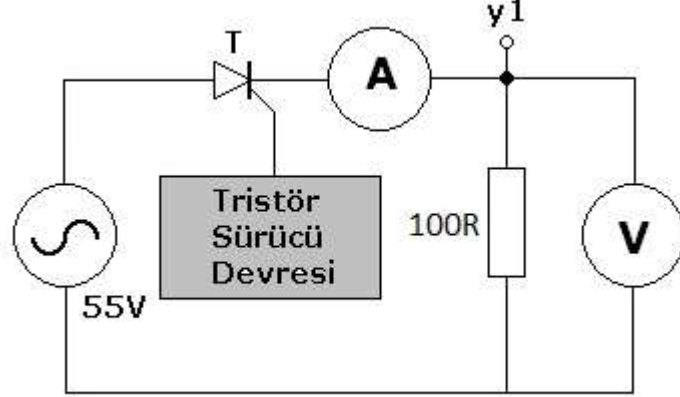 y1
T
A
Tristör
Sürücü
Devresi
100R
V
55V